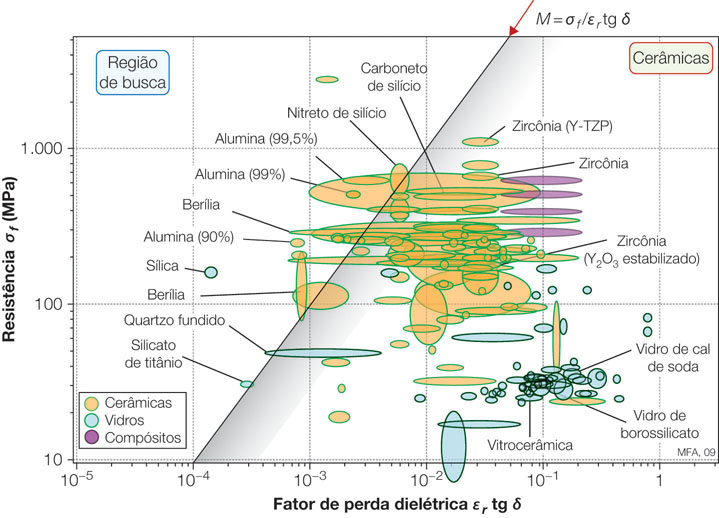 M = σf/εr tg δ
Região
de busca
Cerâmicas
Carboneto
de silício
Nitreto de silício
Alumina (99,5%)
Zircônia (Y-TZP)
Alumina (99%)
Zircônia
Berília
Alumina (90%)
Sílica
Zircônia
(Y2O3
estabilizado)
Berília
Quartzo fundido
Silicato
de titânio
Vidro de cal
de soda
Cerâmicas
Vidros
Compósitos
Vidro de
borossilicato
Vitrocerâmica
MFA, 09
Resistência σf (MPa)
1.000
100
10
10−5
10−4
10−3
10−2
10−1
1
Fator de perda dielétrica εr tg δ